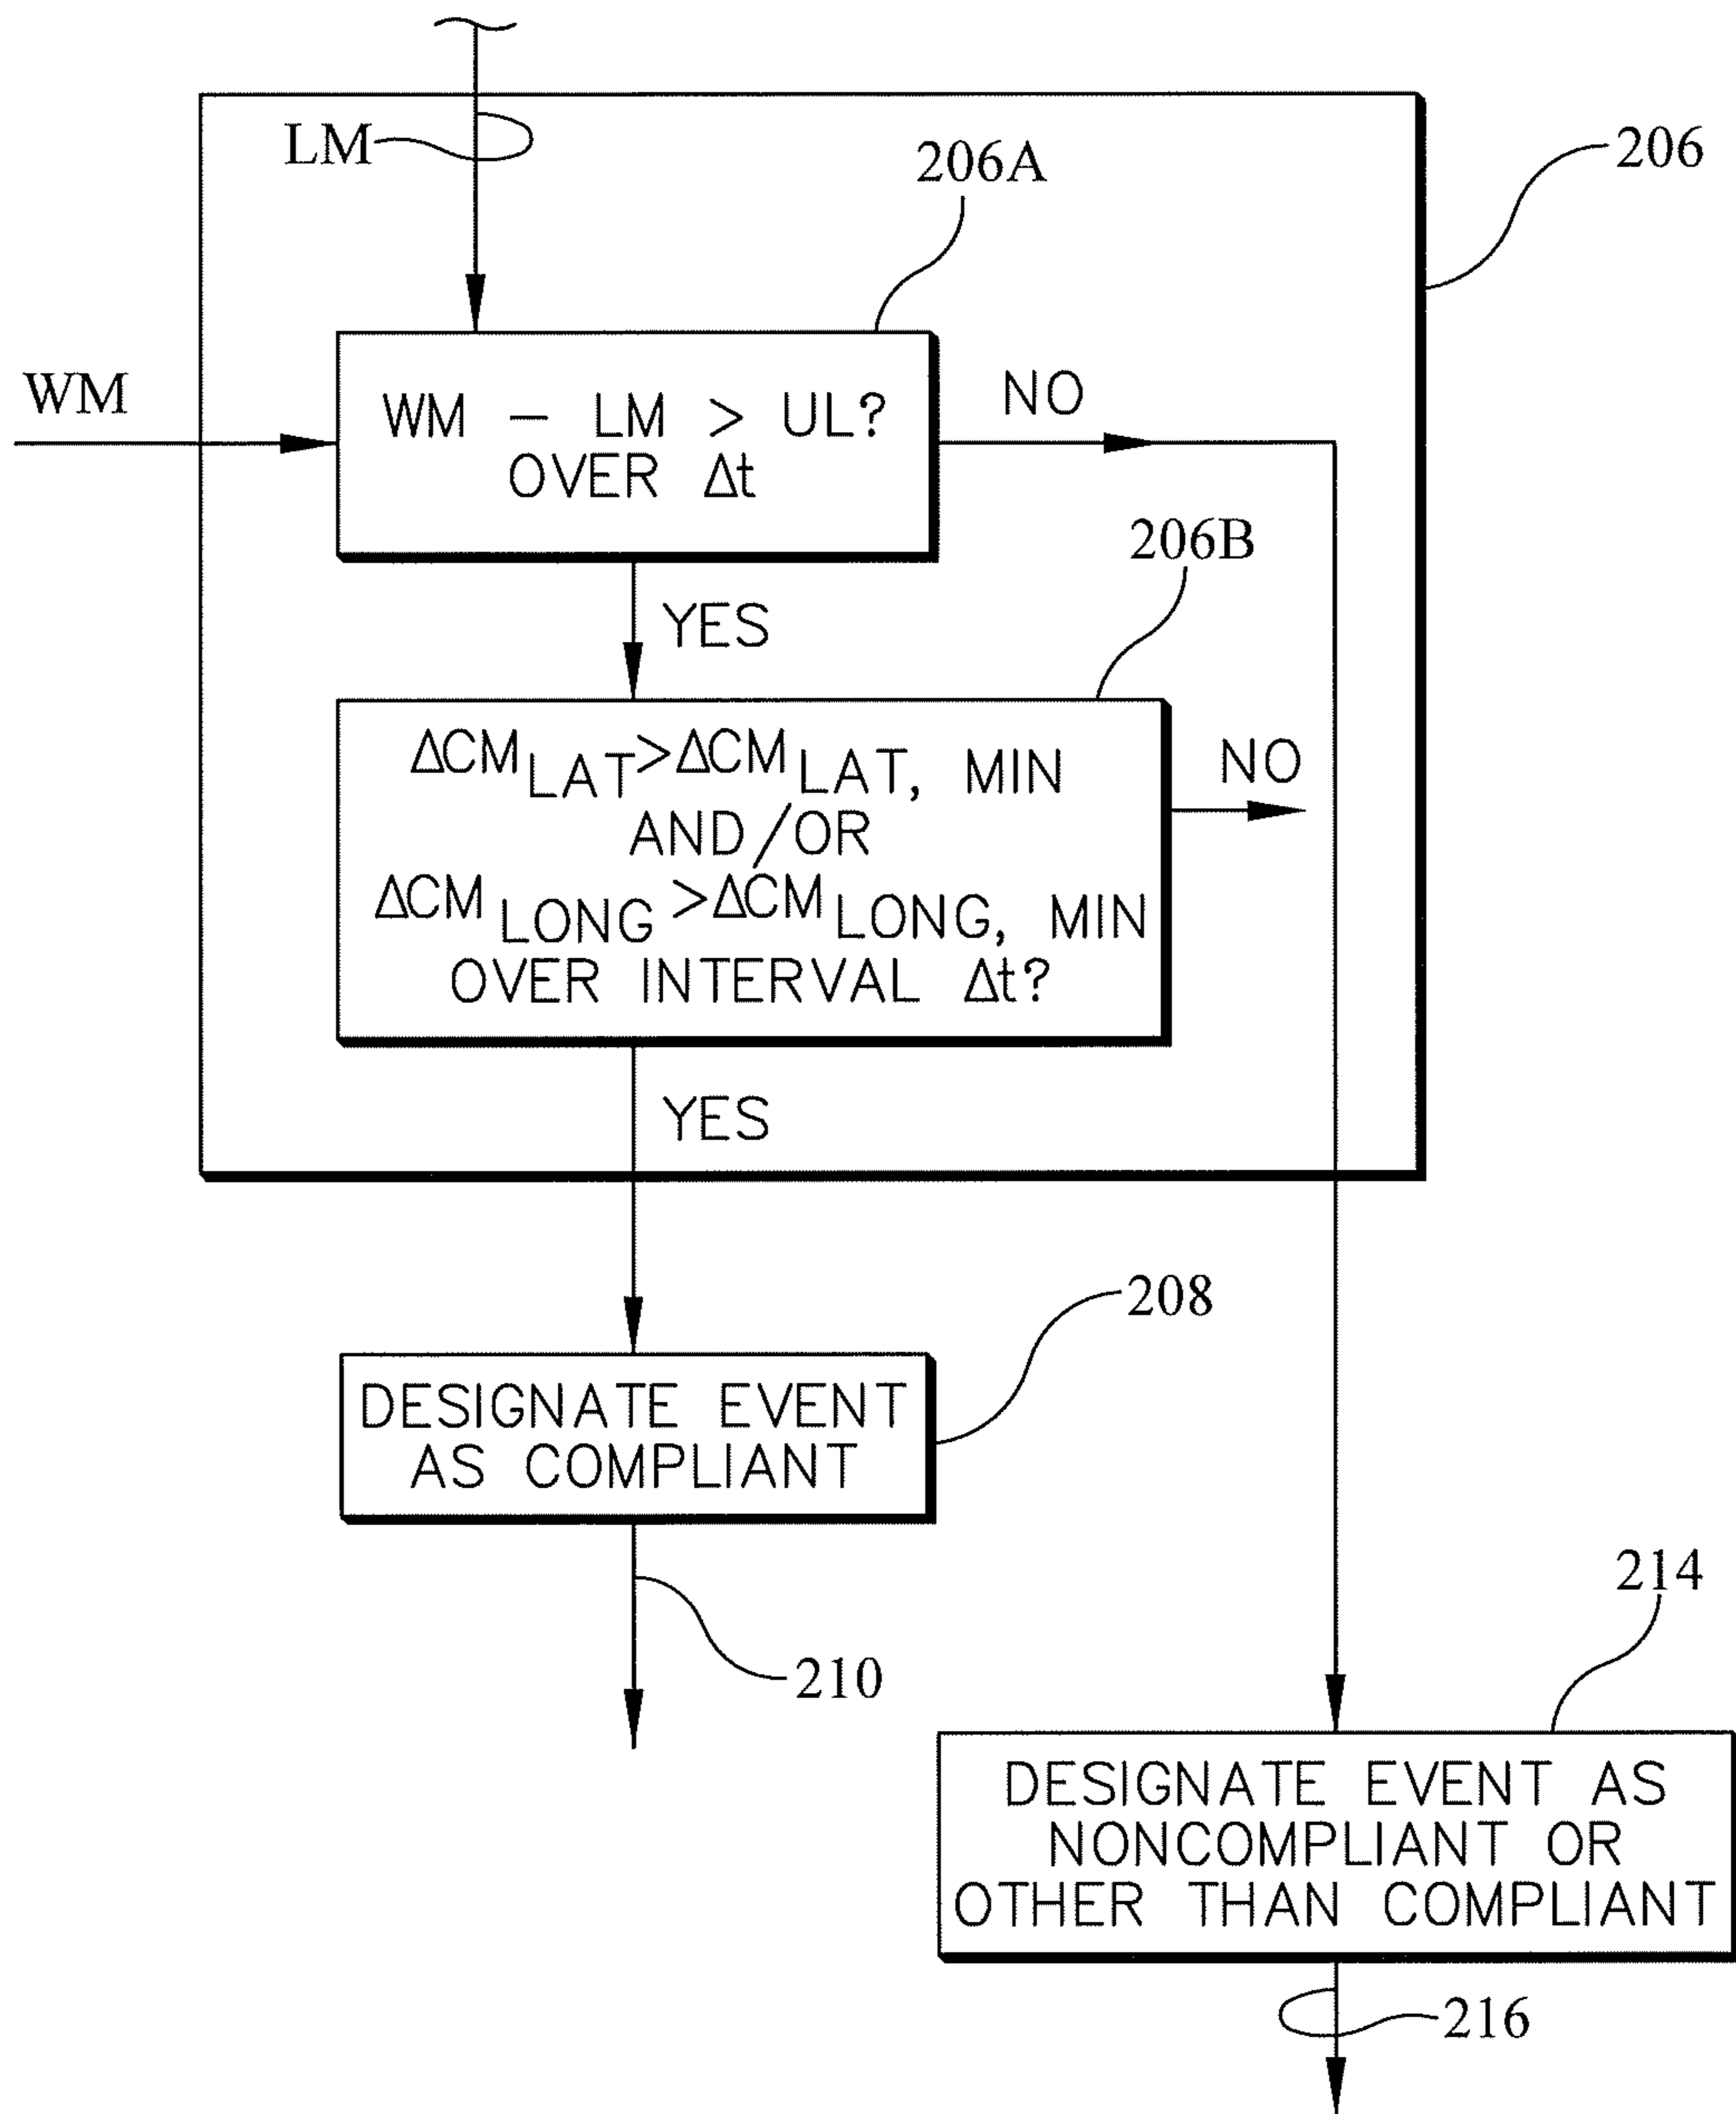 LM
206
206A
WM
WM - LM > UL?
OVER Δt
NO
206B
YES
ΔCM LAT>ΔCM LAT, MIN
AND/OR
ΔCM LONG >ΔCM LONG, MIN
OVER INTERVAL Δt?
NO
YES
208
DESIGNATE EVENT
AS COMPLIANT
210
214
DESIGNATE EVENT AS
NONCOMPLIANT OR
OTHER THAN COMPLIANT
216